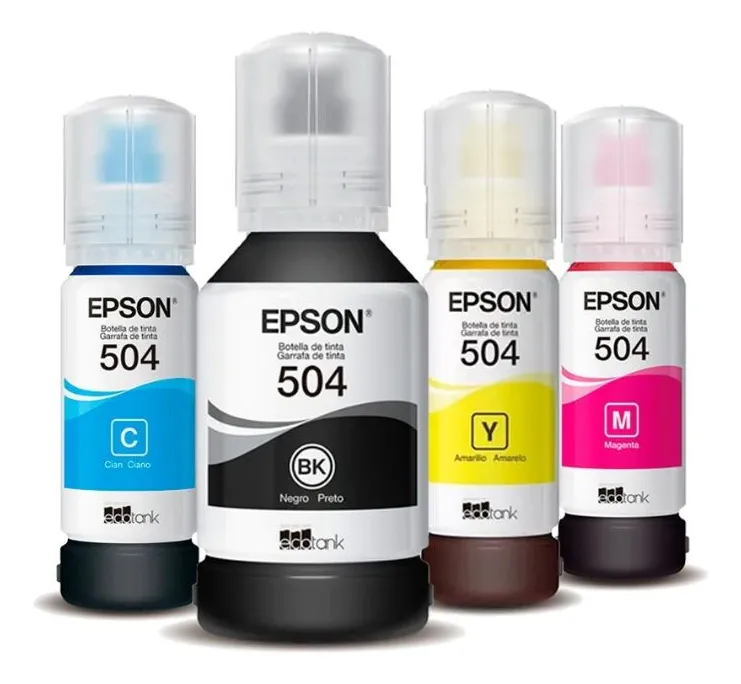 EPSON®
Botella de tinta
Garrafa de tinta
504
C
Cian Ciano
ecotank
EPSON®
Botella de tinta
Garrafa de tinta
504
BK
Negro Preto
ecotank
EPSON®
Botella de tinta
Garrafa de tinta
504
Y
Amarillo Amarelo
ecotank
EPSON®
Botella de tinta
Garrafa de tinta
504
M
Magenta
ecotank